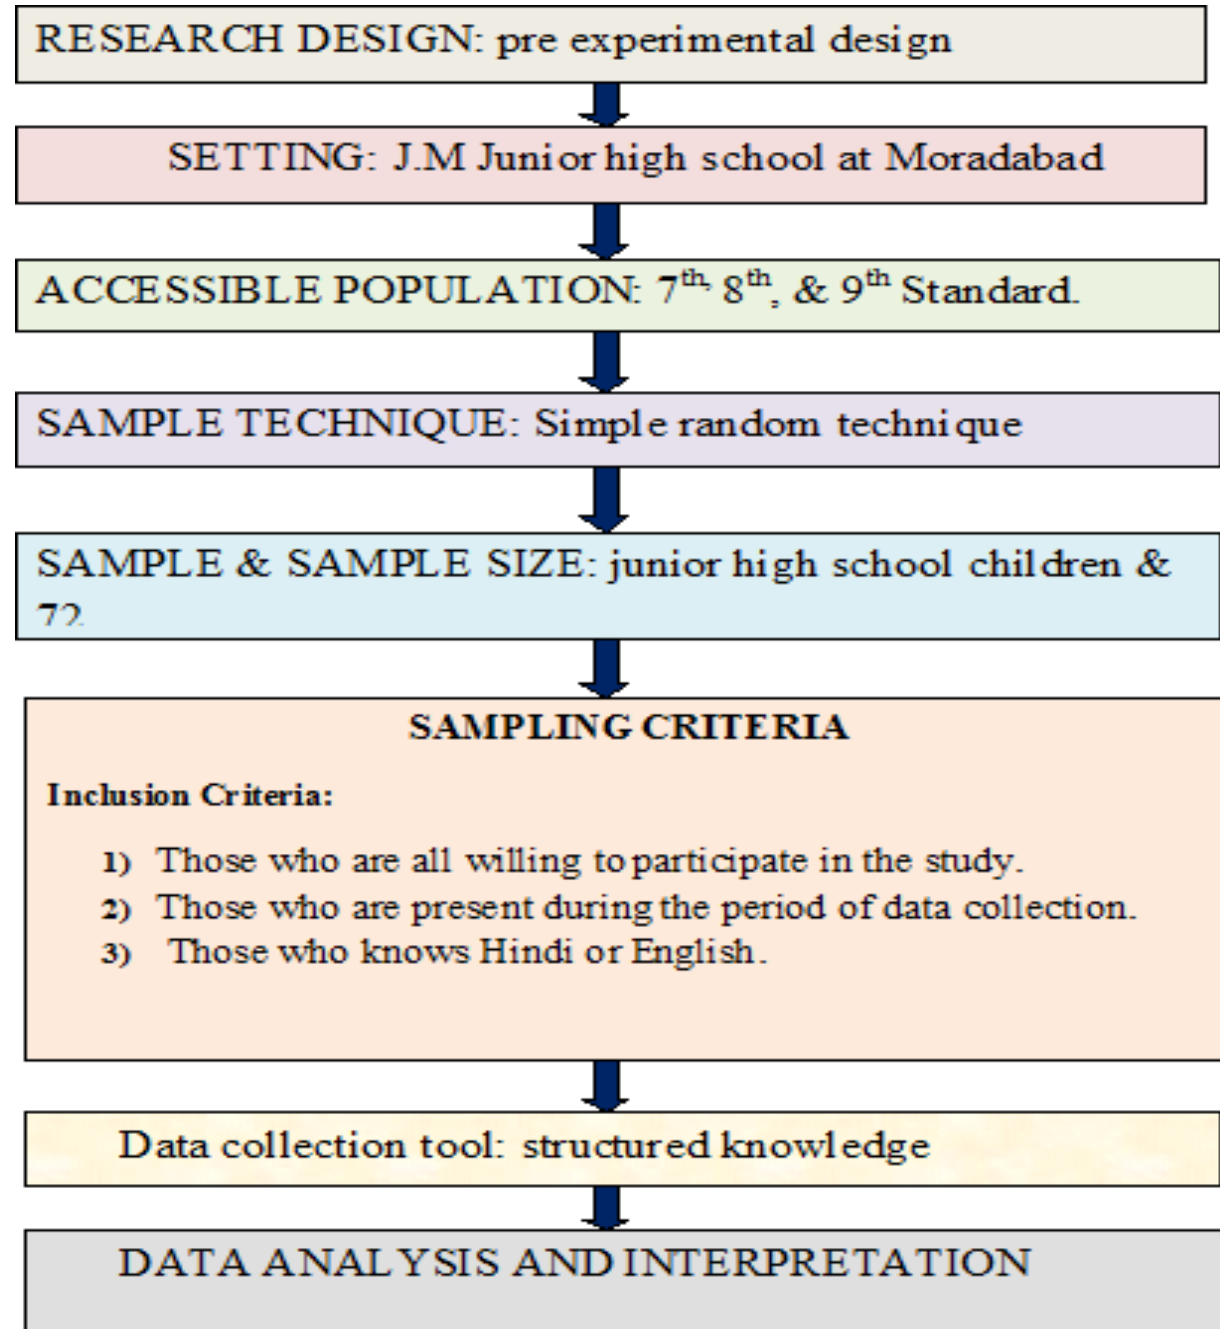 RESEARCH DESIGN: pre experimental design
SETTING: J.M Junior high school at Moradabad
ACCESSIBLE POPULATION: 7th, 8th, & 9th Standard.
SAMPLE TECHNIQUE: Simple random technique
SAMPLE & SAMPLE SIZE: junior high school children &
72
SAMPLING CRITERIA
Inclusion Criteria:
1) Those who are all willing to participate in the study.
2) Those who are present during the period of data collection.
3) Those who knows Hindi or English.
Data collection tool: structured knowledge
DATA ANALYSIS AND INTERPRETATION